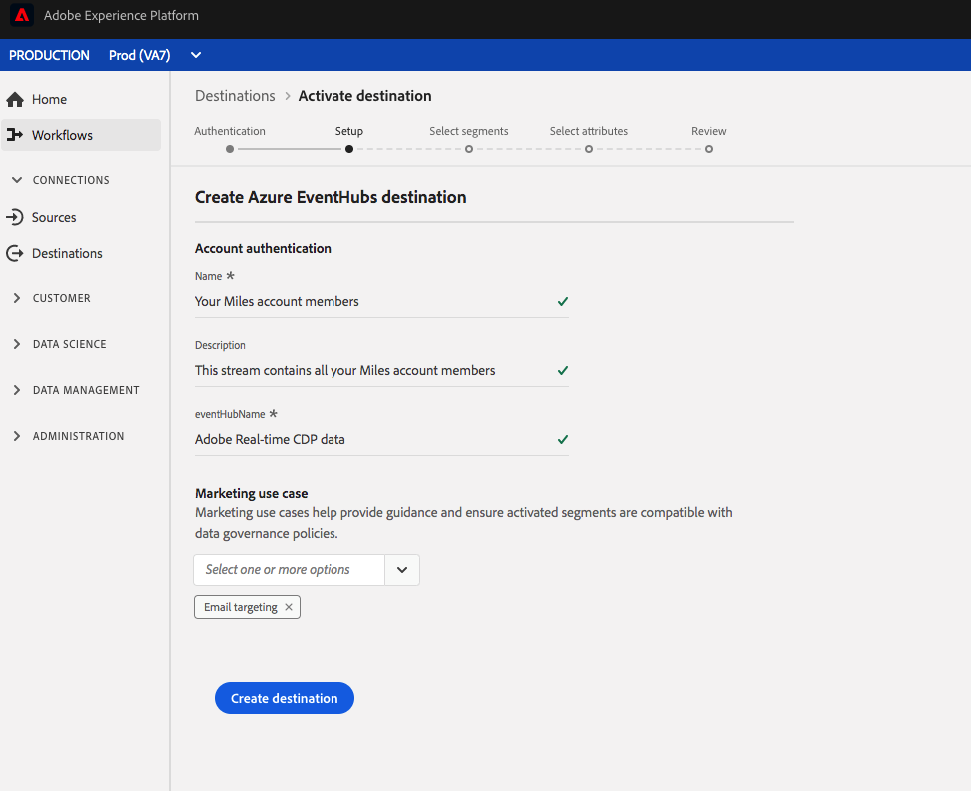 Adobe Experience Platform
PRODUCTION Prod (VA7)
Home
Workflows
CONNECTIONS
Sources
Destinations
CUSTOMER
DATA SCIENCE
DATA MANAGEMENT
ADMINISTRATION
Destinations > Activate destination
Authentication Setup Select segments Select attributes Review
Create Azure EventHubs destination
Account authentication
Name *
Your Miles account members
Description
This stream contains all your Miles account members
eventHubName *
Adobe Real-time CDP data
Marketing use case
Marketing use cases help provide guidance and ensure activated segments are compatible with
data governance policies.
Select one or more options
Email targeting ×
Create destination